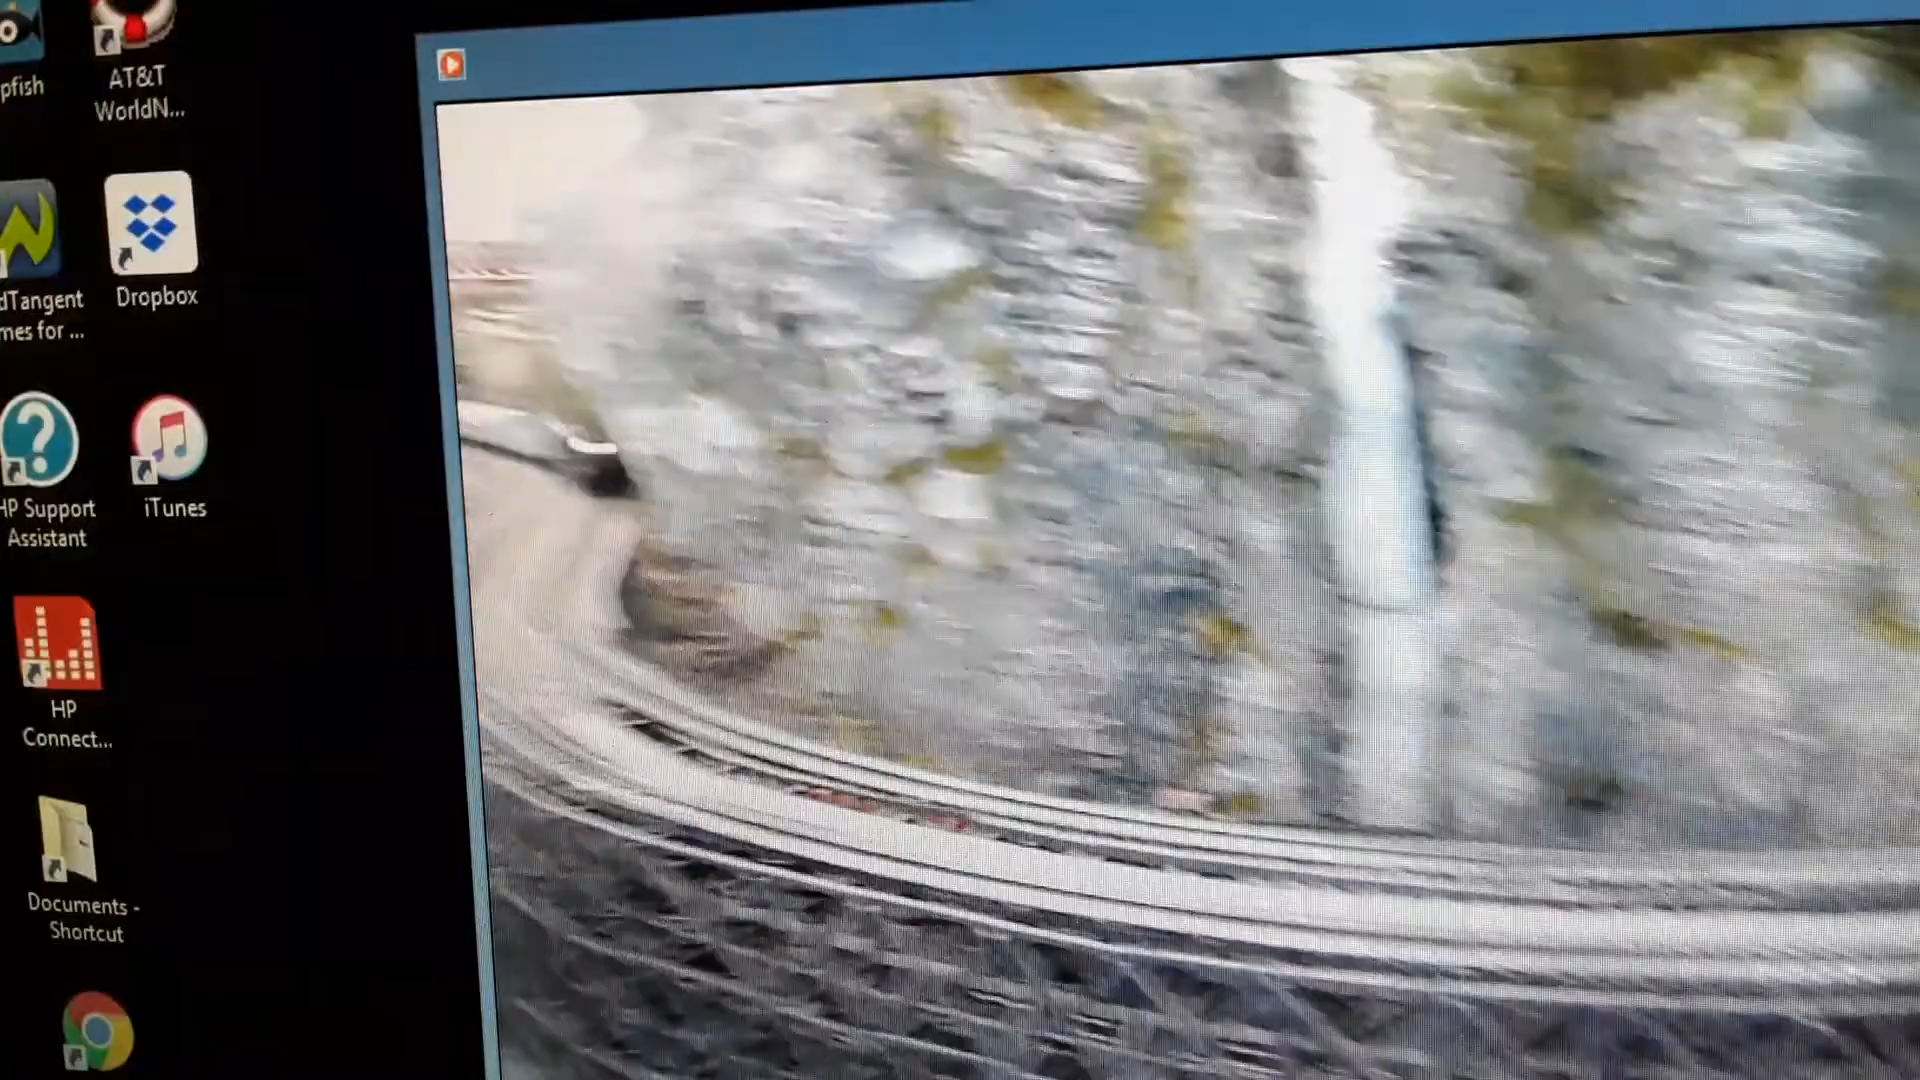 pfish
AT&T
WorldN...
dTangent
mes for ...
Dropbox
HP Support
Assistant
iTunes
HP
Connect...
Documents -
Shortcut